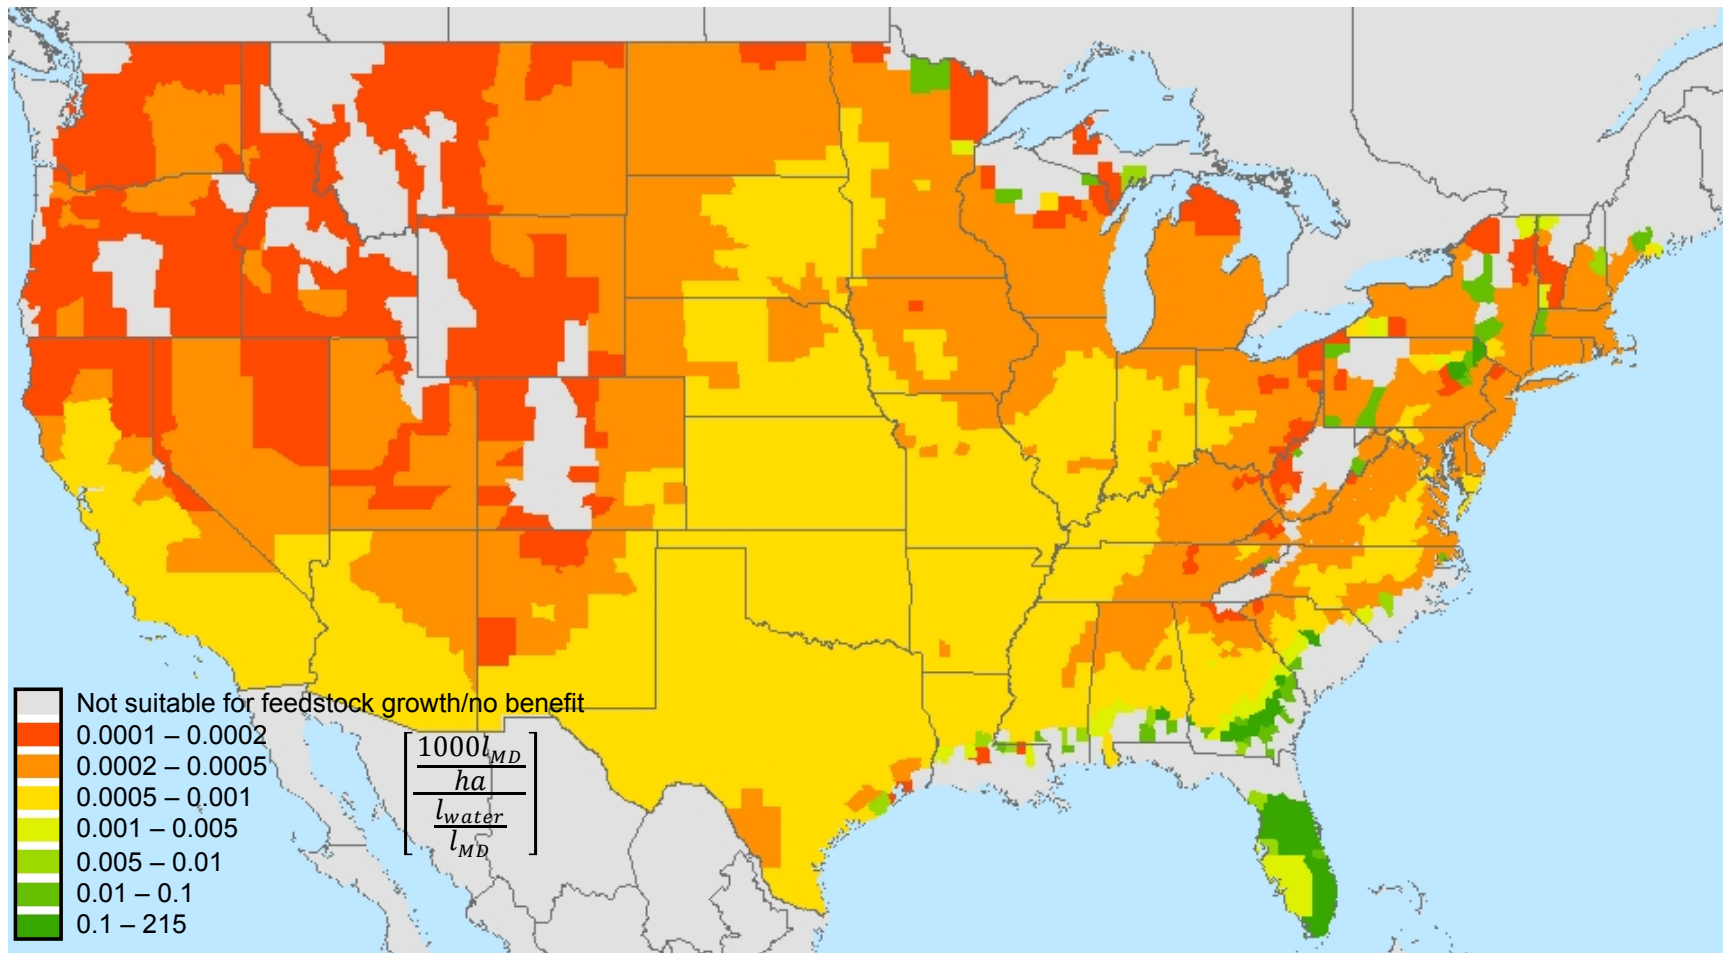 Not suitable for feedstock growth/no benefit
0.0001 – 0.0002
0.0002 – 0.0005
0.0005 – 0.001
0.001 – 0.005
0.005 – 0.01
0.01 – 0.1
0.1 – 215
1000l_MD
ha
l_water
l_MD